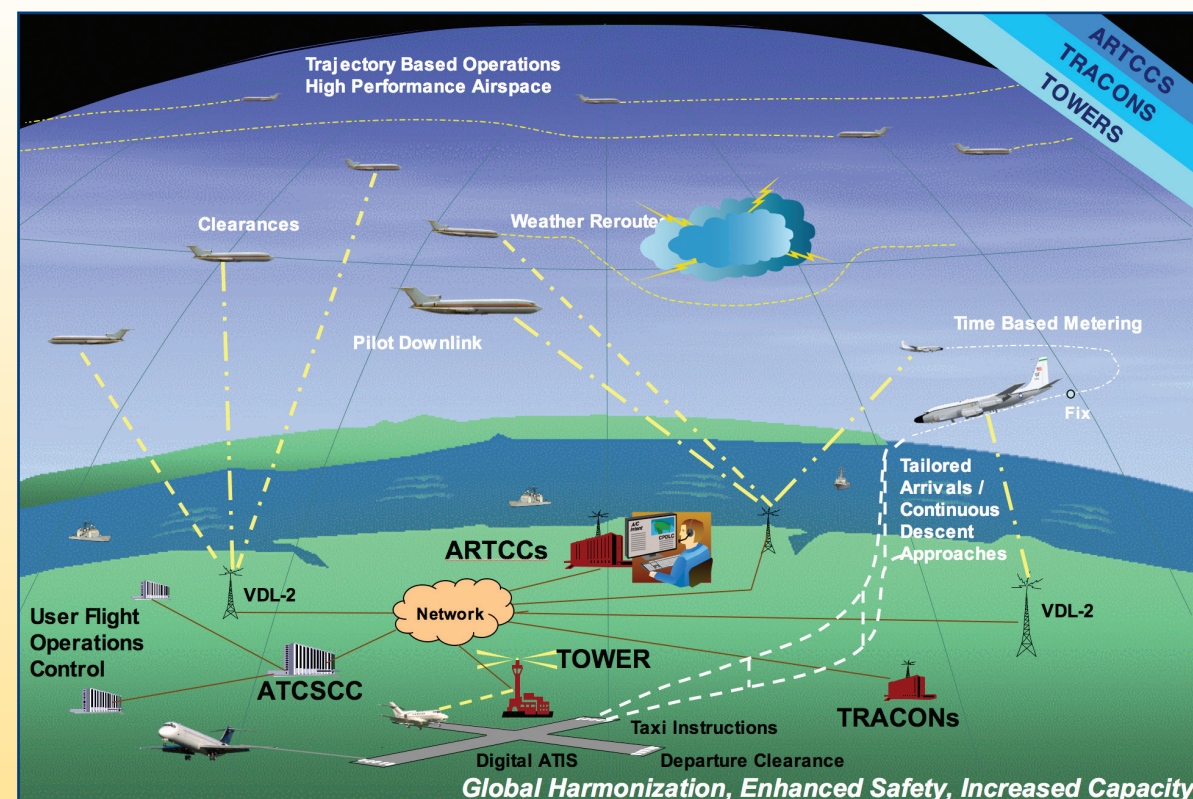 ARTCCS
TRACONS
TOWERS
Trajectory Based Operations
High Performance Airspace
Clearances
Weather Reroutes
Pilot Downlink
Time Based Metering
Fix
Tailored
Arrivals /
Continuous
Descent
Approaches
A/C
Intent
CPDLC
ARTCCs
VDL-2
User Flight
Operations
Control
Network
VDL-2
TOWER
ATCSCC
TRACONs
Taxi Instructions
Digital ATIS
Departure Clearance
Global Harmonization, Enhanced Safety, Increased Capacity